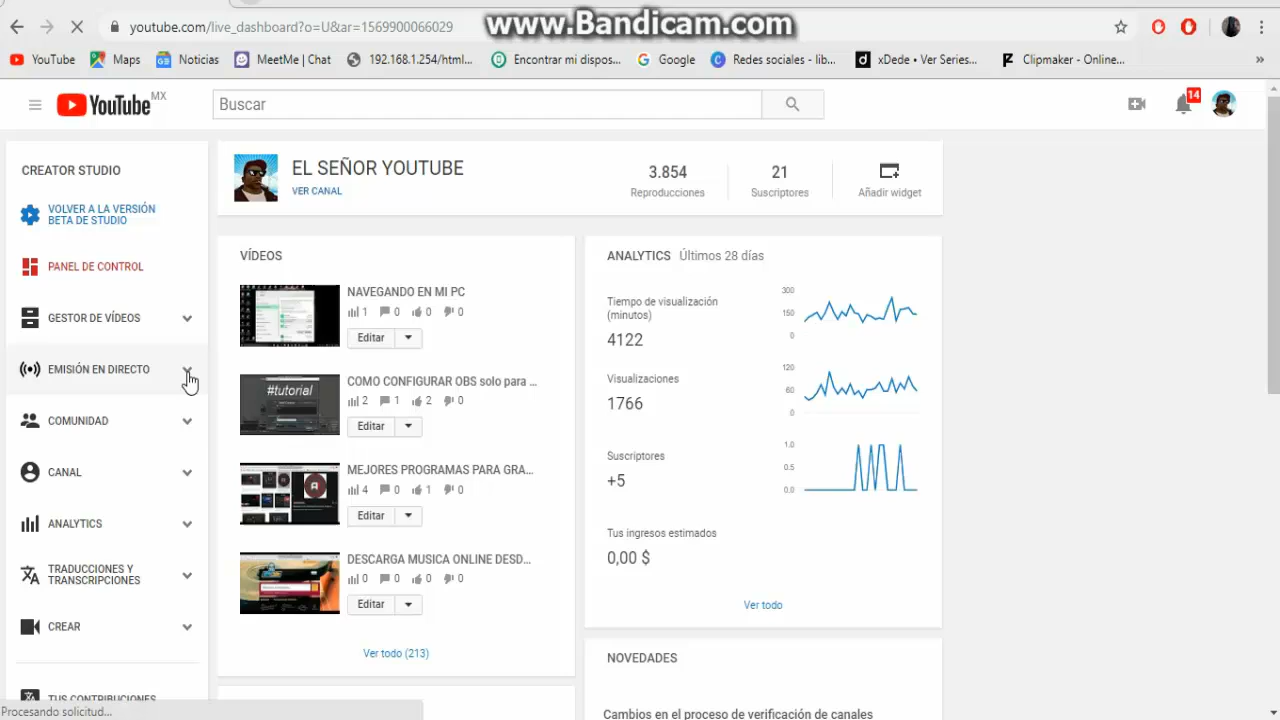 youtube.com/live_dashboard?o=U&ar=1569900066029
www.Bandicam.com
YouTube
Maps
Noticias
MeetMe | Chat
192.168.1.254/html...
Encontrar mi dispos...
Google
Redes sociales - lib...
xDede • Ver Series...
Clipmaker - Online...
»
YouTube MX
Buscar
14
CREATOR STUDIO
VOLVER A LA VERSIÓN
BETA DE STUDIO
PANEL DE CONTROL
GESTOR DE VÍDEOS
EMISIÓN EN DIRECTO
COMUNIDAD
CANAL
ANALYTICS
TRADUCCIONES Y
TRANSCRIPCIONES
CREAR
TUS CONTRIBUCIONES
Procesando solicitud...
EL SEÑOR YOUTUBE
VER CANAL
3.854
Reproducciones
21
Suscriptores
Añadir widget
VÍDEOS
NAVEGANDO EN MI PC
1 0 0 0
Editar
#tutorial
COMO CONFIGURAR OBS solo para ...
2 1 2 0
Editar
MEJORES PROGRAMAS PARA GRA...
4 0 1 0
Editar
DESCARGA MUSICA ONLINE DESD...
0 0 0 0
Editar
Ver todo (213)
ANALYTICS Últimos 28 días
Tiempo de visualización
(minutos)
4122
300
150
0
Visualizaciones
1766
120
60
0
Suscriptores
+5
1.0
0.5
0.0
Tus ingresos estimados
0,00 $
Ver todo
NOVEDADES
Cambios en el proceso de verificación de canales